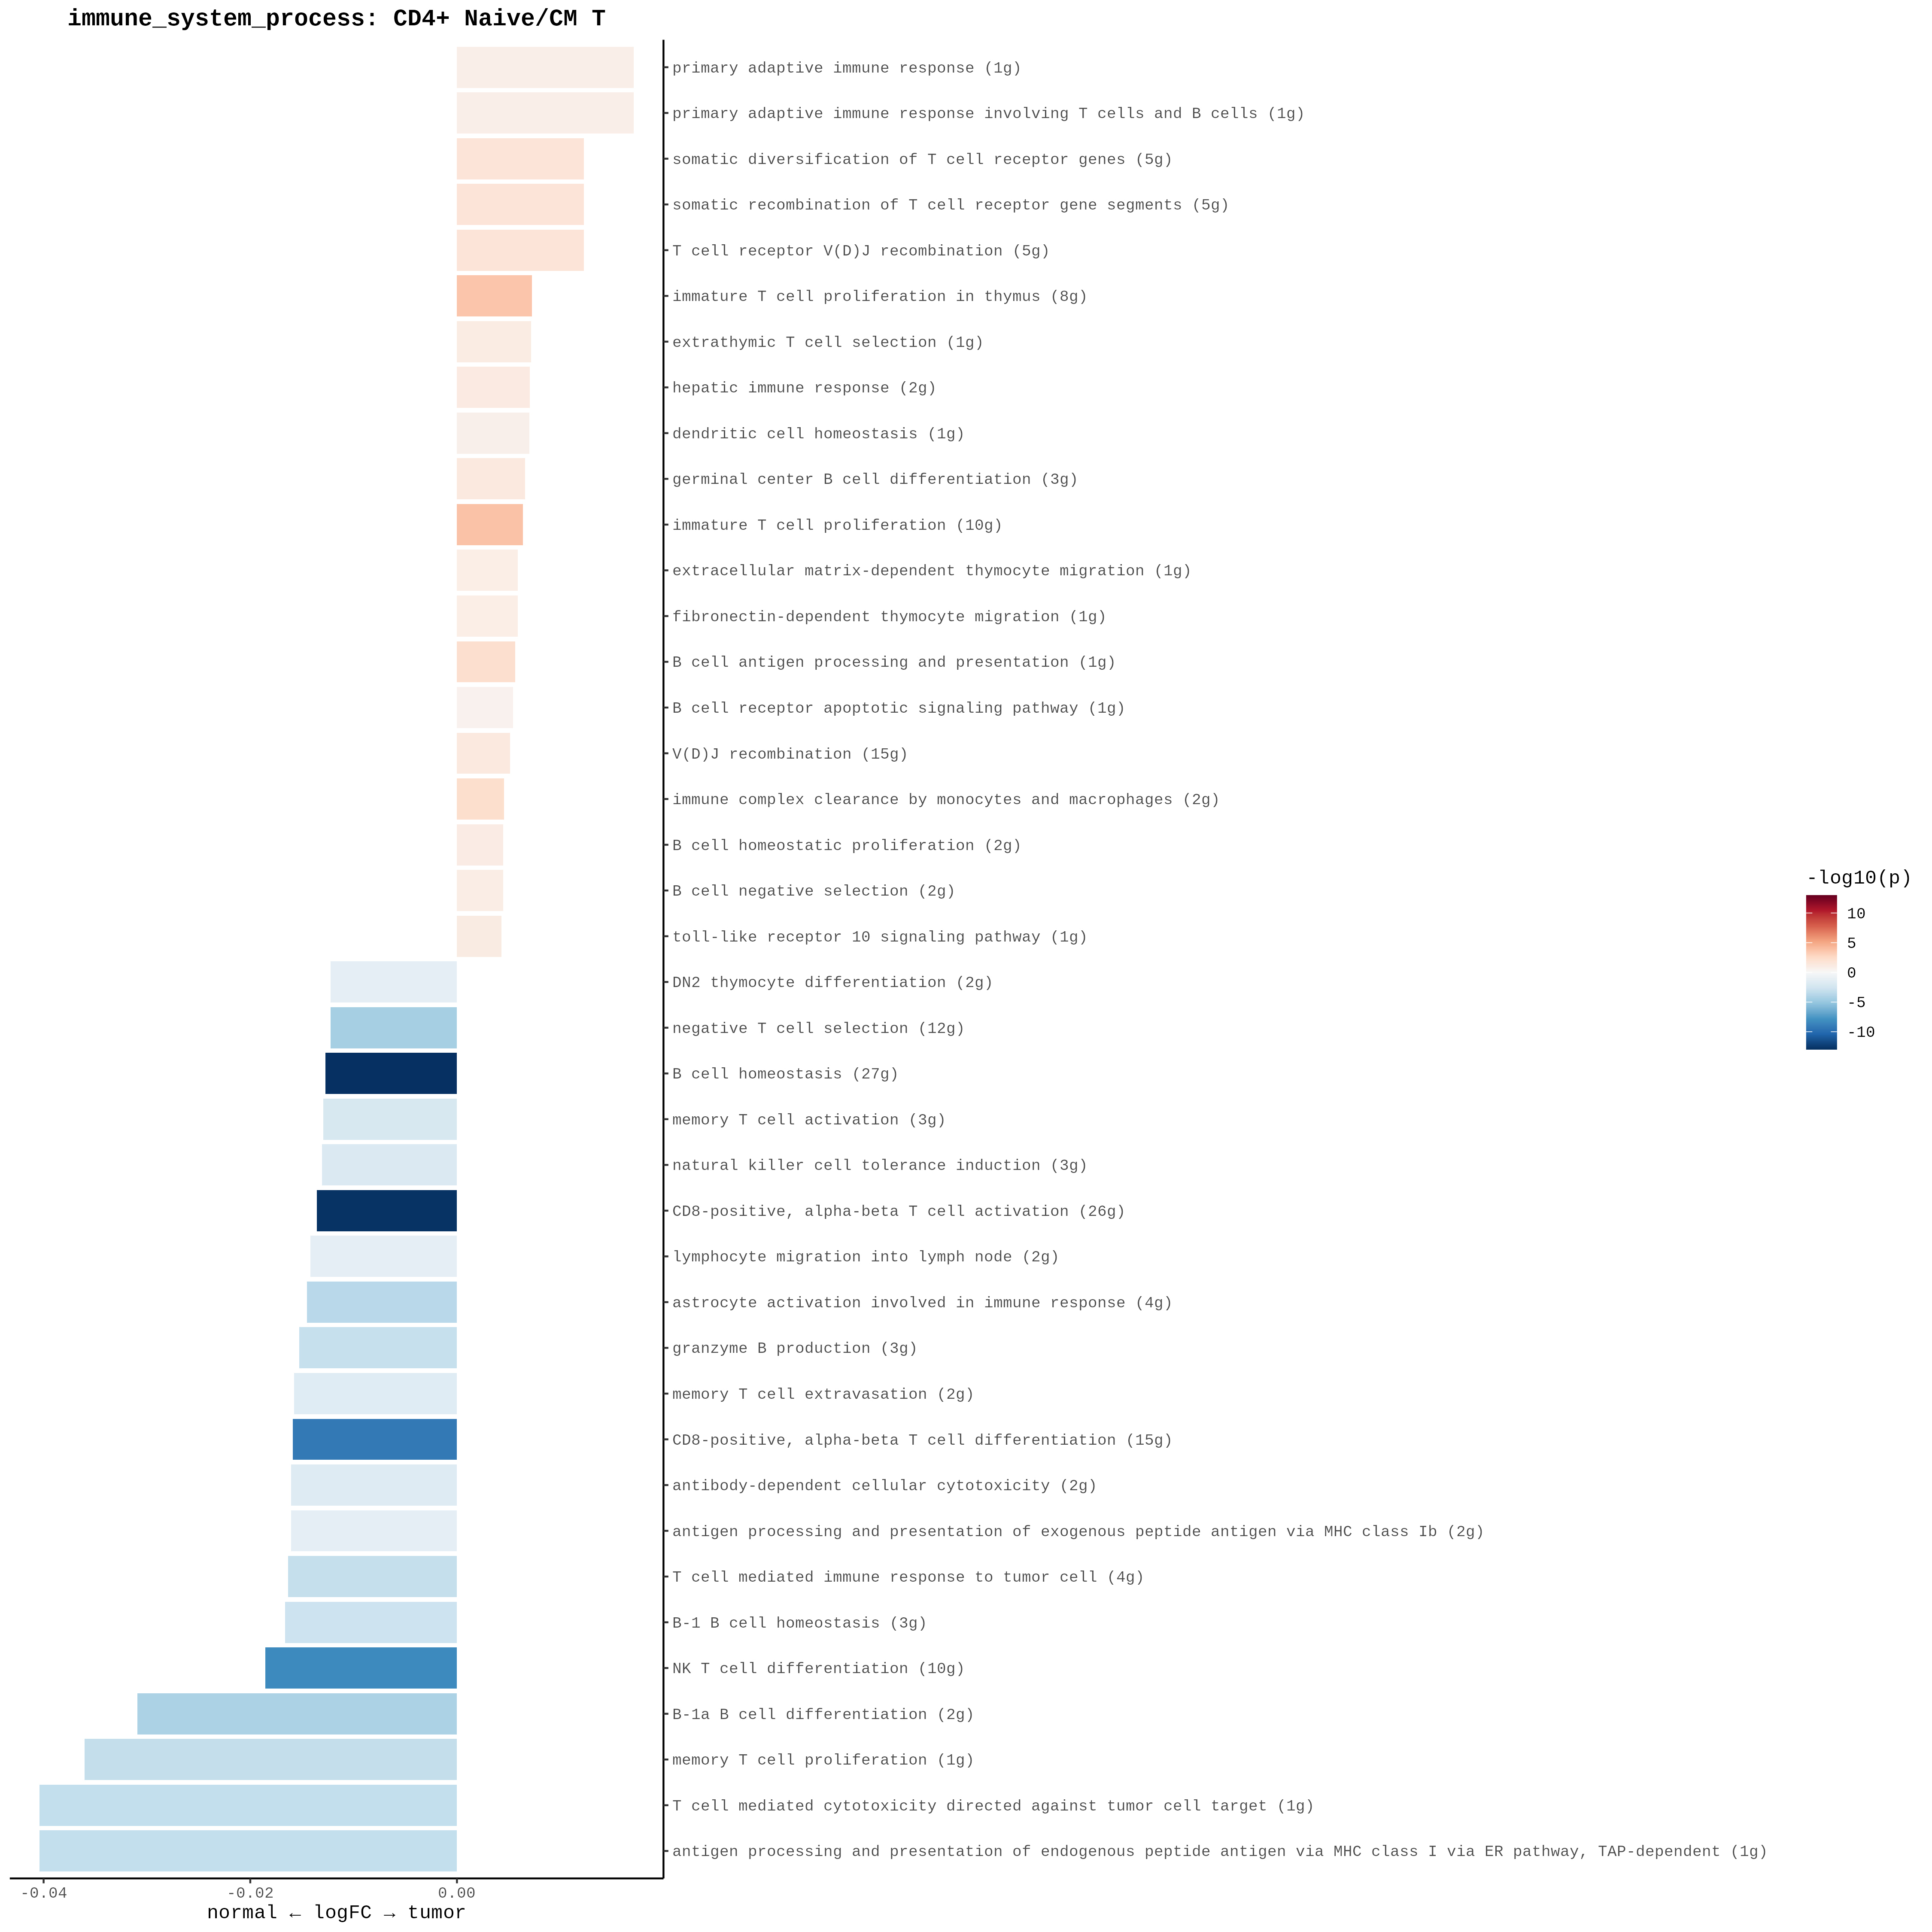 immune_system_process: CD4+ Naive/CM T
primary adaptive immune response (1g)
primary adaptive immune response involving T cells and B cells (1g)
somatic diversification of T cell receptor genes (5g)
somatic recombination of T cell receptor gene segments (5g)
T cell receptor V(D)J recombination (5g)
immature T cell proliferation in thymus (8g)
extrathymic T cell selection (1g)
hepatic immune response (2g)
dendritic cell homeostasis (1g)
germinal center B cell differentiation (3g)
immature T cell proliferation (10g)
extracellular matrix-dependent thymocyte migration (1g)
fibronectin-dependent thymocyte migration (1g)
B cell antigen processing and presentation (1g)
B cell receptor apoptotic signaling pathway (1g)
V(D)J recombination (15g)
immune complex clearance by monocytes and macrophages (2g)
B cell homeostatic proliferation (2g)
B cell negative selection (2g)
toll-like receptor 10 signaling pathway (1g)
DN2 thymocyte differentiation (2g)
negative T cell selection (12g)
B cell homeostasis (27g)
memory T cell activation (3g)
natural killer cell tolerance induction (3g)
CD8-positive, alpha-beta T cell activation (26g)
lymphocyte migration into lymph node (2g)
astrocyte activation involved in immune response (4g)
granzyme B production (3g)
memory T cell extravasation (2g)
CD8-positive, alpha-beta T cell differentiation (15g)
antibody-dependent cellular cytotoxicity (2g)
antigen processing and presentation of exogenous peptide antigen via MHC class Ib (2g)
T cell mediated immune response to tumor cell (4g)
B-1 B cell homeostasis (3g)
NK T cell differentiation (10g)
B-1a B cell differentiation (2g)
memory T cell proliferation (1g)
T cell mediated cytotoxicity directed against tumor cell target (1g)
antigen processing and presentation of endogenous peptide antigen via MHC class I via ER pathway, TAP-dependent (1g)
-0.04 -0.02 0.00
normal ← logFC → tumor
-log10(p)
10
5
0
-5
-10